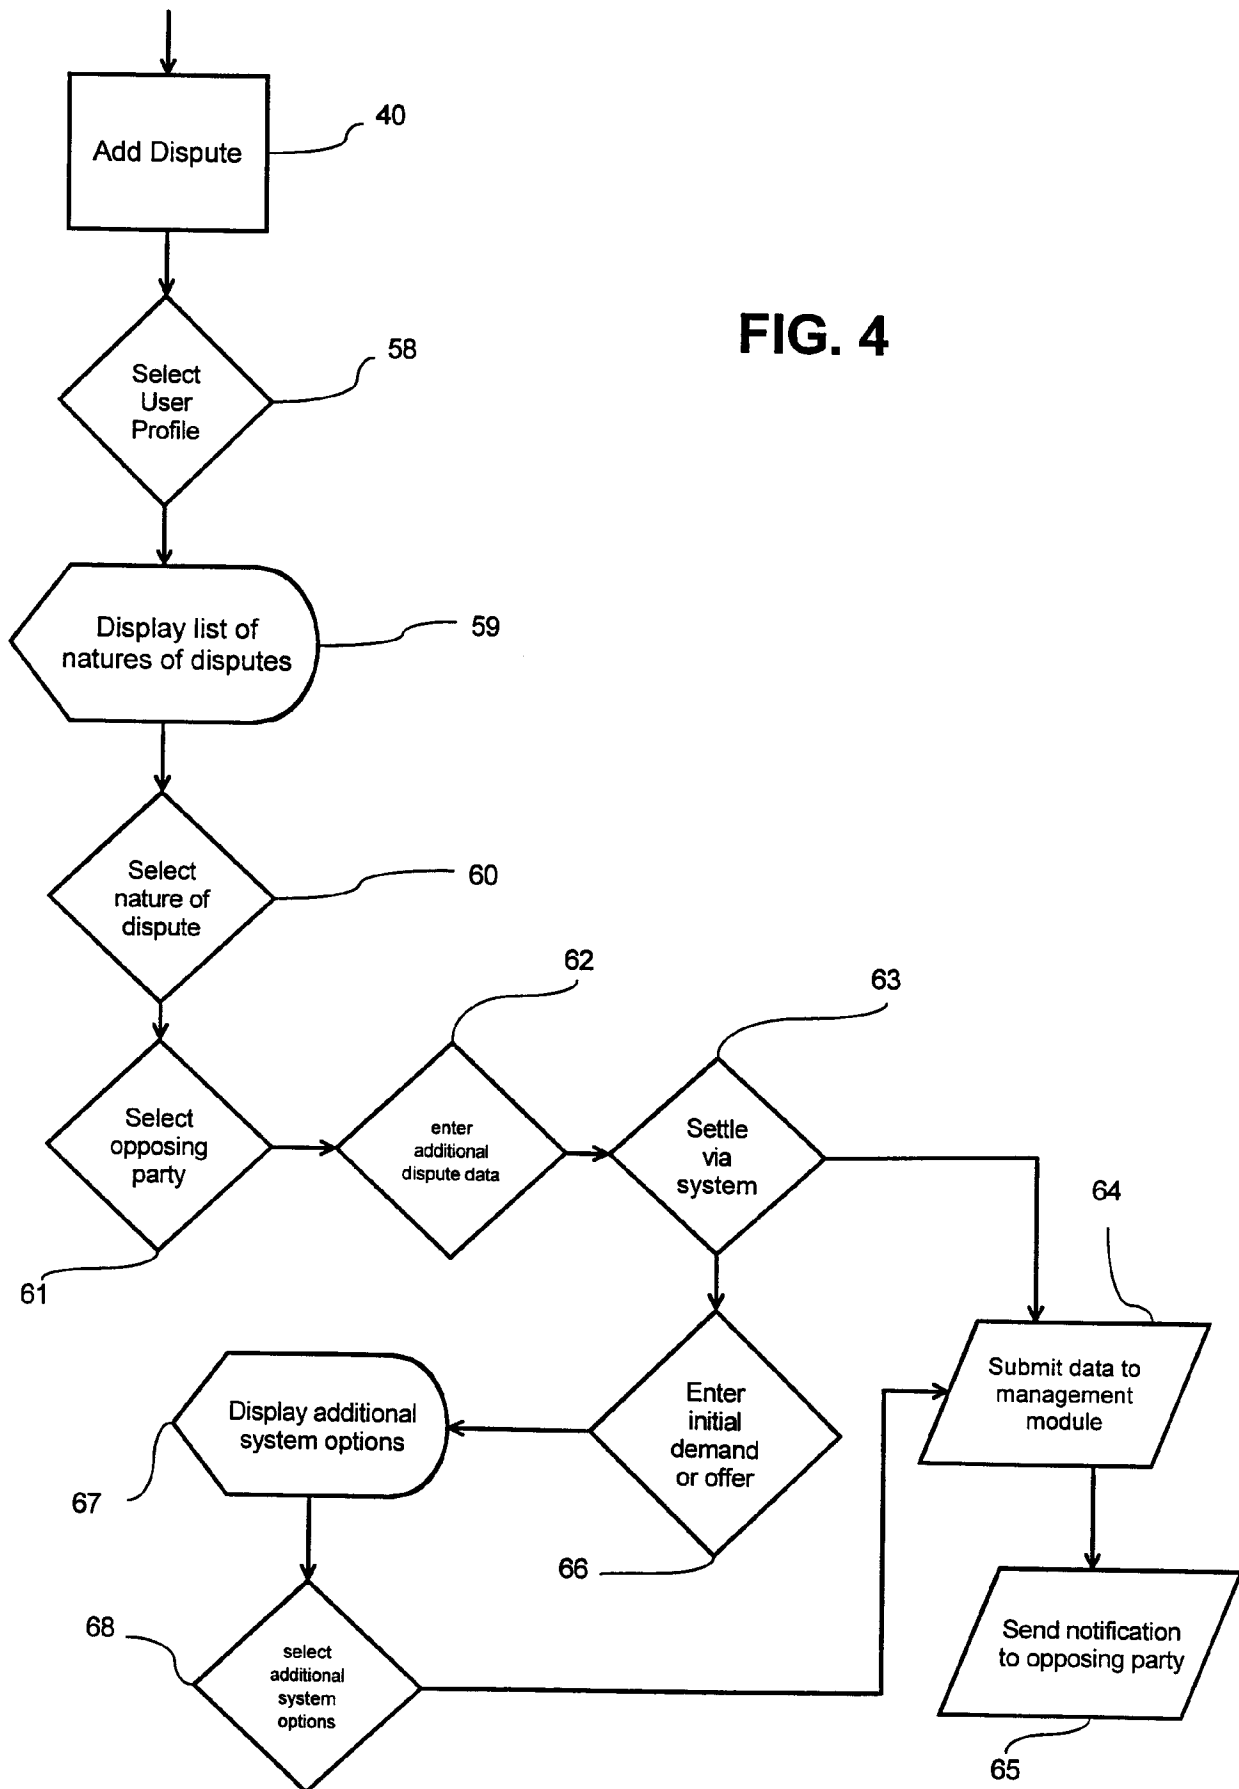 40
Add Dispute
FIG. 4
58
Select
User
Profile
59
Display list of
natures of disputes
60
Select
nature of
dispute
62
63
Select
opposing
party
enter
additional
dispute data
Settle
via
system
61
64
Submit data to
management
module
Enter
initial
demand
or offer
Display additional
system options
67
66
68
select
additional
system
options
Send notification
to opposing party
65